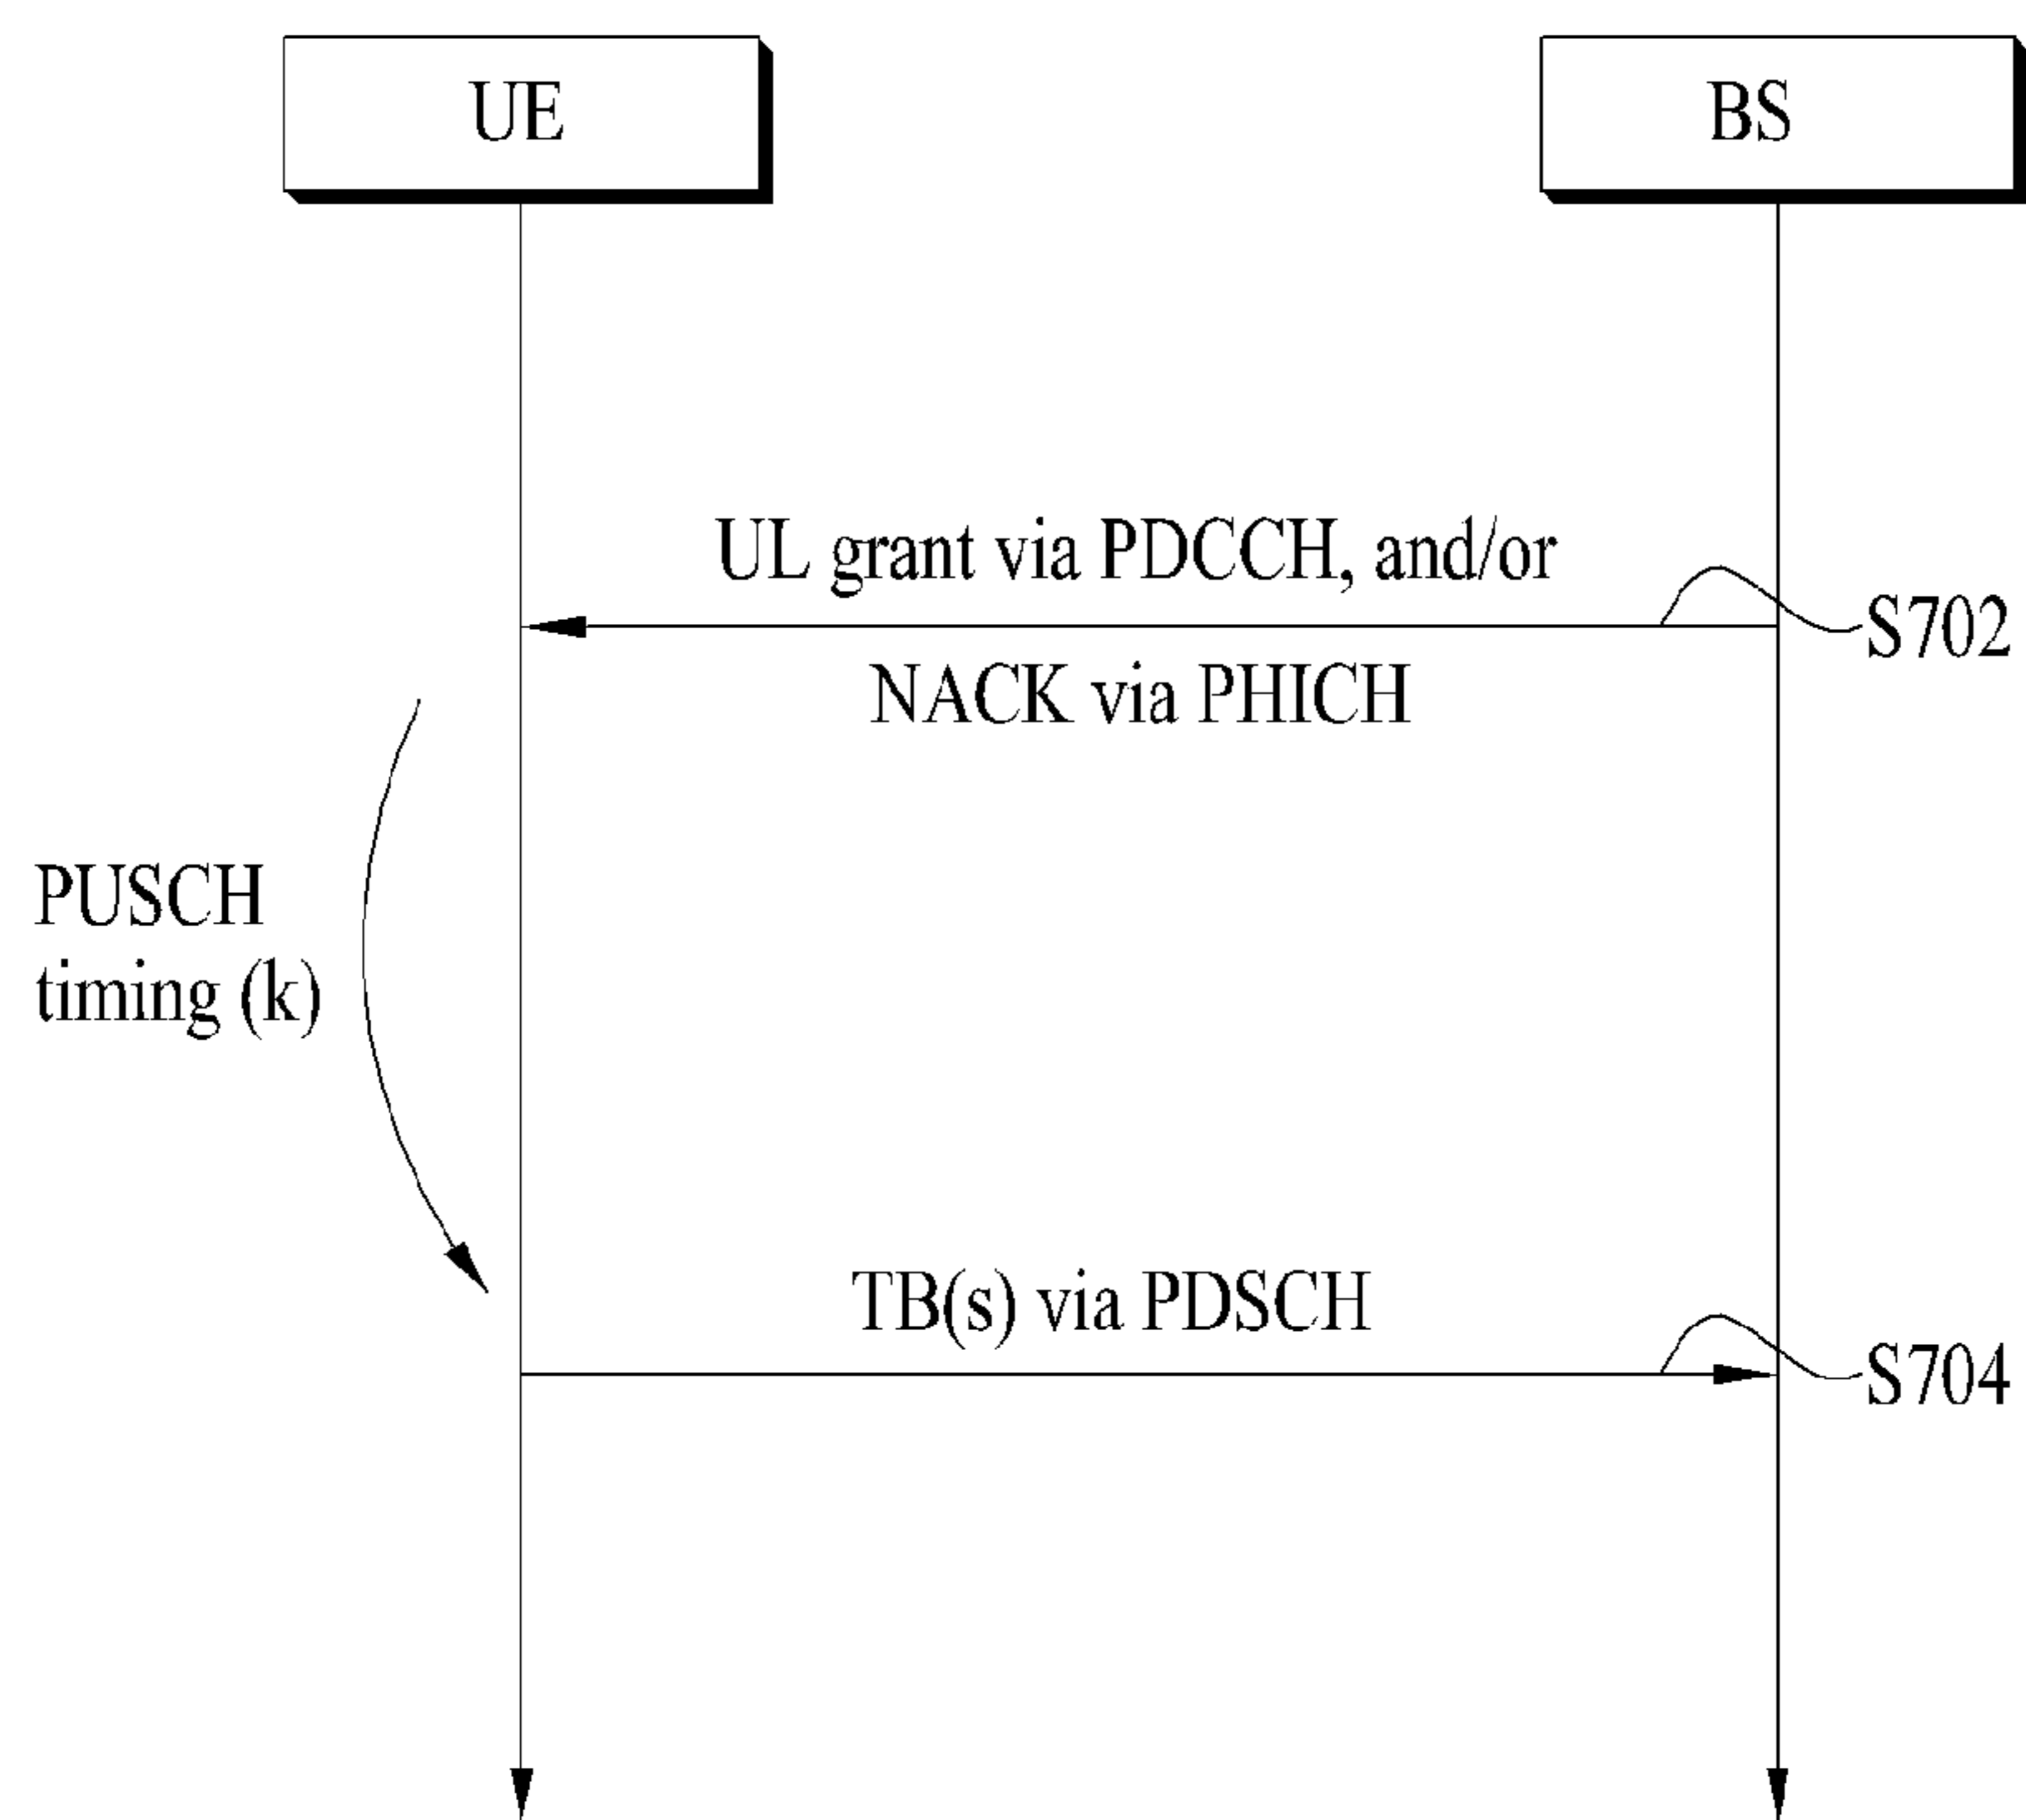 UE
BS
UL grant via PDCCH, and/or
S702
NACK via PHICH
PUSCH
timing (k)
TB(s) via PDSCH
S704